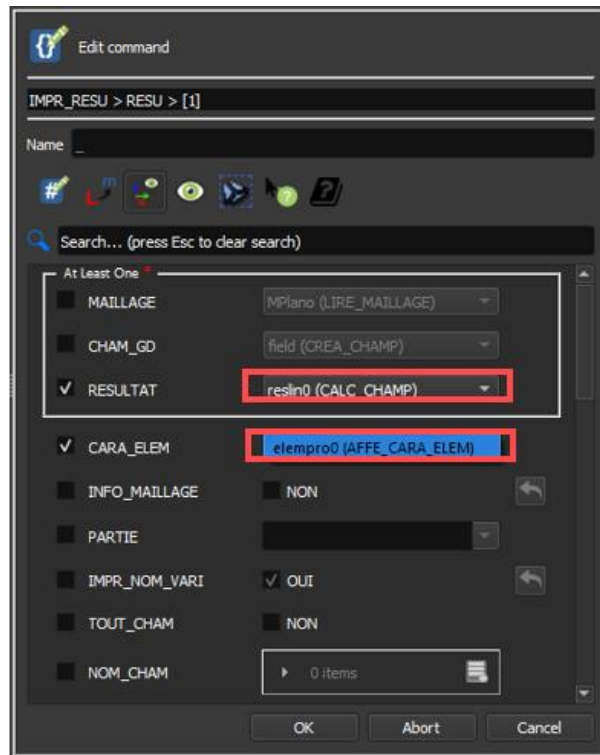 Edit command
IMPR_RESU > RESU > [1]
Name _
Search... (press Esc to clear search)
At Least One *
MAILLAGE MPlano (LIRE_MAILLAGE)
CHAM_GD field (CREA_CHAMP)
RESULTAT reslin0 (CALC_CHAMP)
CARA_ELEM elempro0 (AFFE_CARA_ELEM)
INFO_MAILLAGE NON
PARTIE
IMPR_NOM_VARI OUI
TOUT_CHAM NON
NOM_CHAM 0 items
OK Abort Cancel